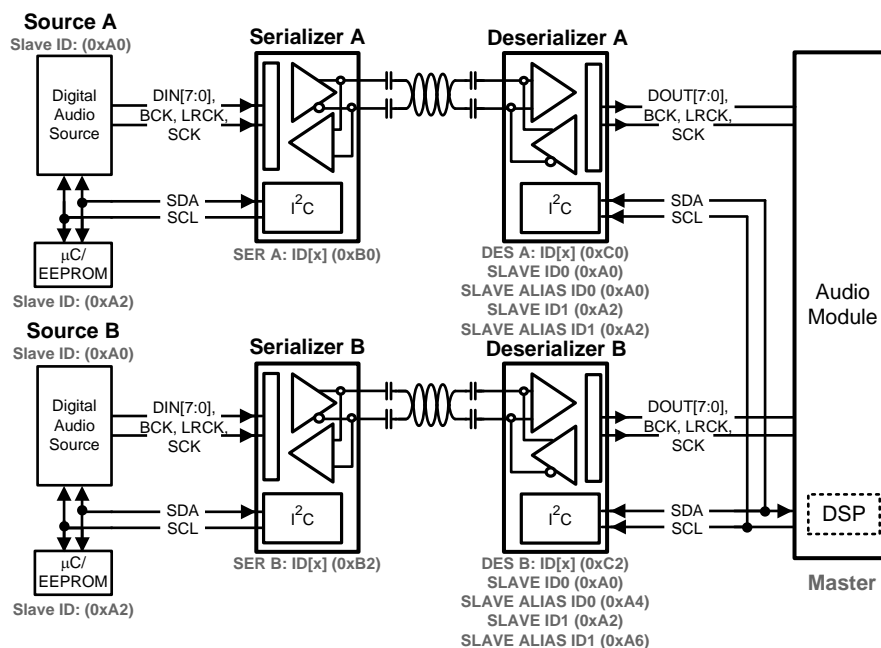 Source A
Slave ID: (0xA0)
Digital
Audio
Source
DIN[7:0],
BCK, LRCK,
SCK
SDA
SCL
µC/
EEPROM
Slave ID: (0xA2)
Serializer A
I²C
SER A: ID[x] (0xB0)
Deserializer A
I²C
DES A: ID[x] (0xC0)
SLAVE ID0 (0xA0)
SLAVE ALIAS ID0 (0xA0)
SLAVE ID1 (0xA2)
SLAVE ALIAS ID1 (0xA2)
DOUT[7:0],
BCK, LRCK,
SCK
SDA
SCL
Source B
Slave ID: (0xA0)
Digital
Audio
Source
DIN[7:0],
BCK, LRCK,
SCK
SDA
SCL
µC/
EEPROM
Slave ID: (0xA2)
Serializer B
I²C
SER B: ID[x] (0xB2)
Deserializer B
I²C
DES B: ID[x] (0xC2)
SLAVE ID0 (0xA0)
SLAVE ALIAS ID0 (0xA4)
SLAVE ID1 (0xA2)
SLAVE ALIAS ID1 (0xA6)
DOUT[7:0],
BCK, LRCK,
SCK
SDA
SCL
Audio
Module
DSP
Master